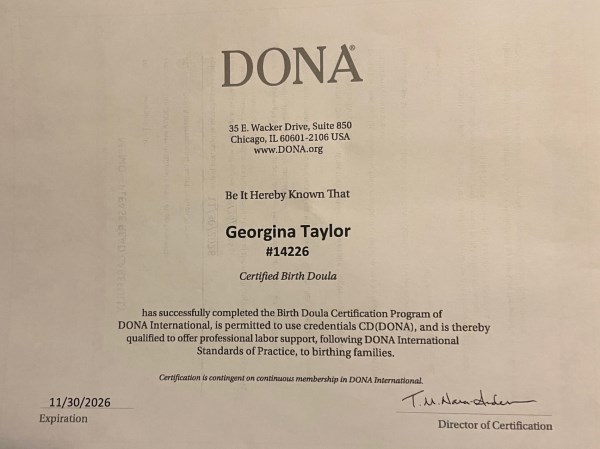 DONA®
35 E. Wacker Drive, Suite 850
Chicago, IL 60601-2106 USA
www.DONA.org
Be It Hereby Known That
Georgina Taylor
#14226
Certified Birth Doula
has successfully completed the Birth Doula Certification Program of
DONA International, is permitted to use credentials CD(DONA), and is thereby
qualified to offer professional labor support, following DONA International
Standards of Practice, to birthing families.
Certification is contingent on continuous membership in DONA International.
11/30/2026
Expiration
Director of Certification